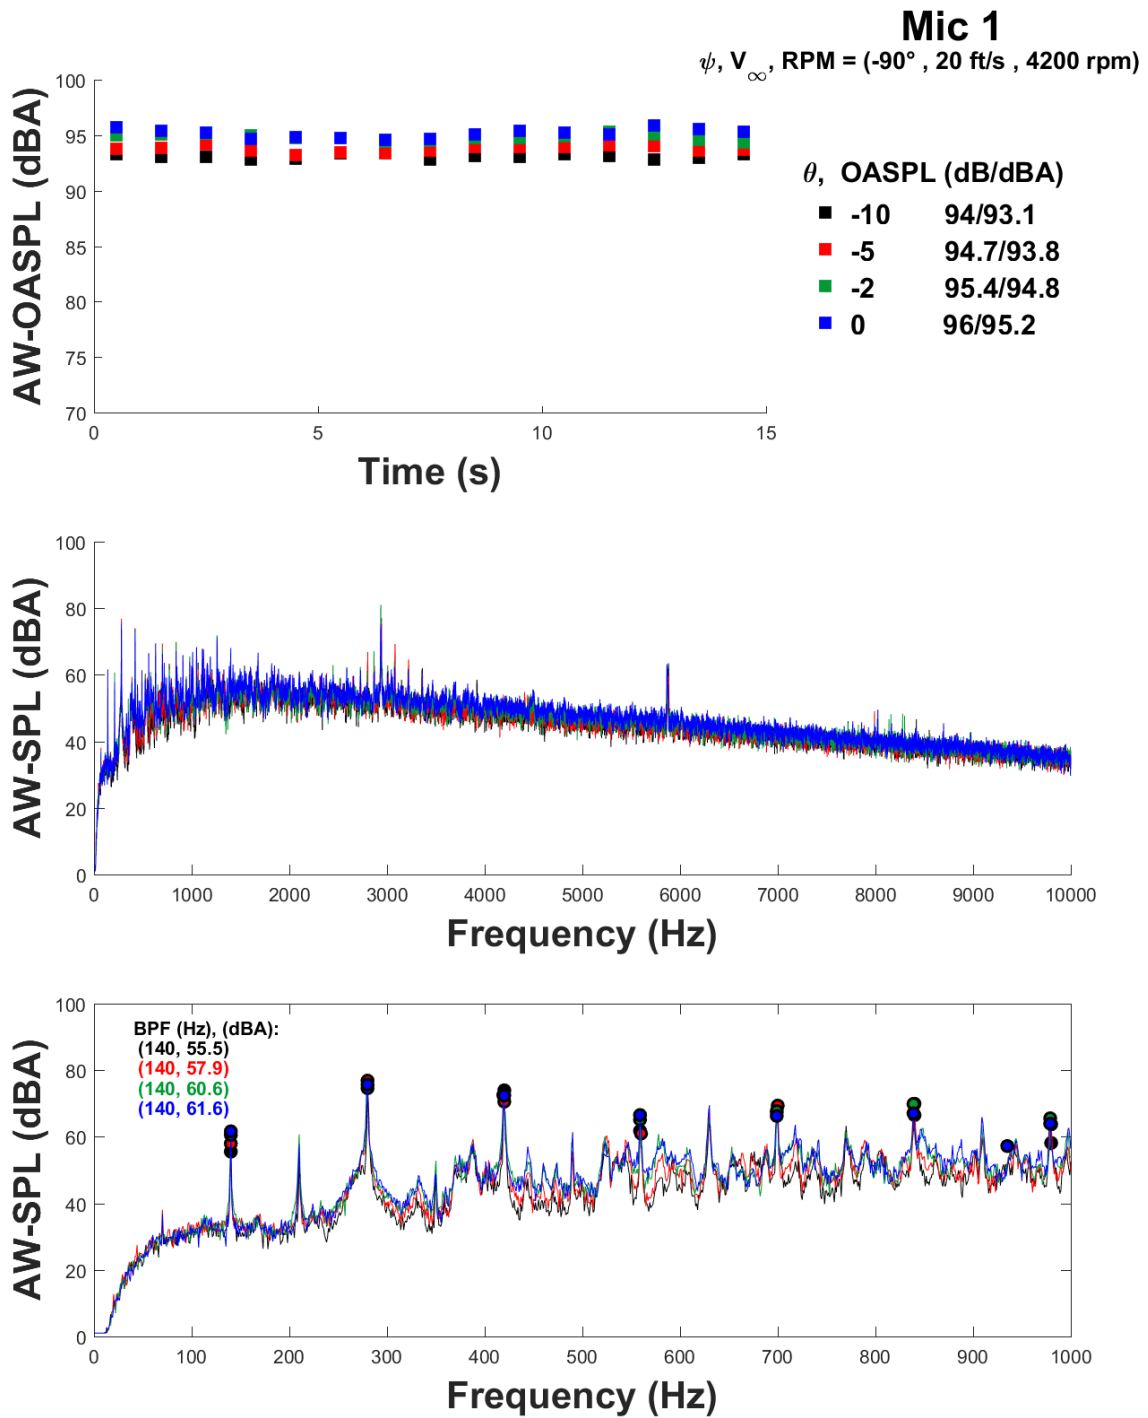 Mic 1
ψ, V∞, RPM = (-90° , 20 ft/s , 4200 rpm)
100
95
90
85
80
75
70
AW-OASPL (dBA)
0 5 10 15
Time (s)
θ, OASPL (dB/dBA)
-10 94/93.1
-5 94.7/93.8
-2 95.4/94.8
0 96/95.2
100
80
60
40
20
0
AW-SPL (dBA)
0 1000 2000 3000 4000 5000 6000 7000 8000 9000 10000
Frequency (Hz)
100
80
60
40
20
0
AW-SPL (dBA)
BPF (Hz), (dBA):
(140, 55.5)
(140, 57.9)
(140, 60.6)
(140, 61.6)
0 100 200 300 400 500 600 700 800 900 1000
Frequency (Hz)